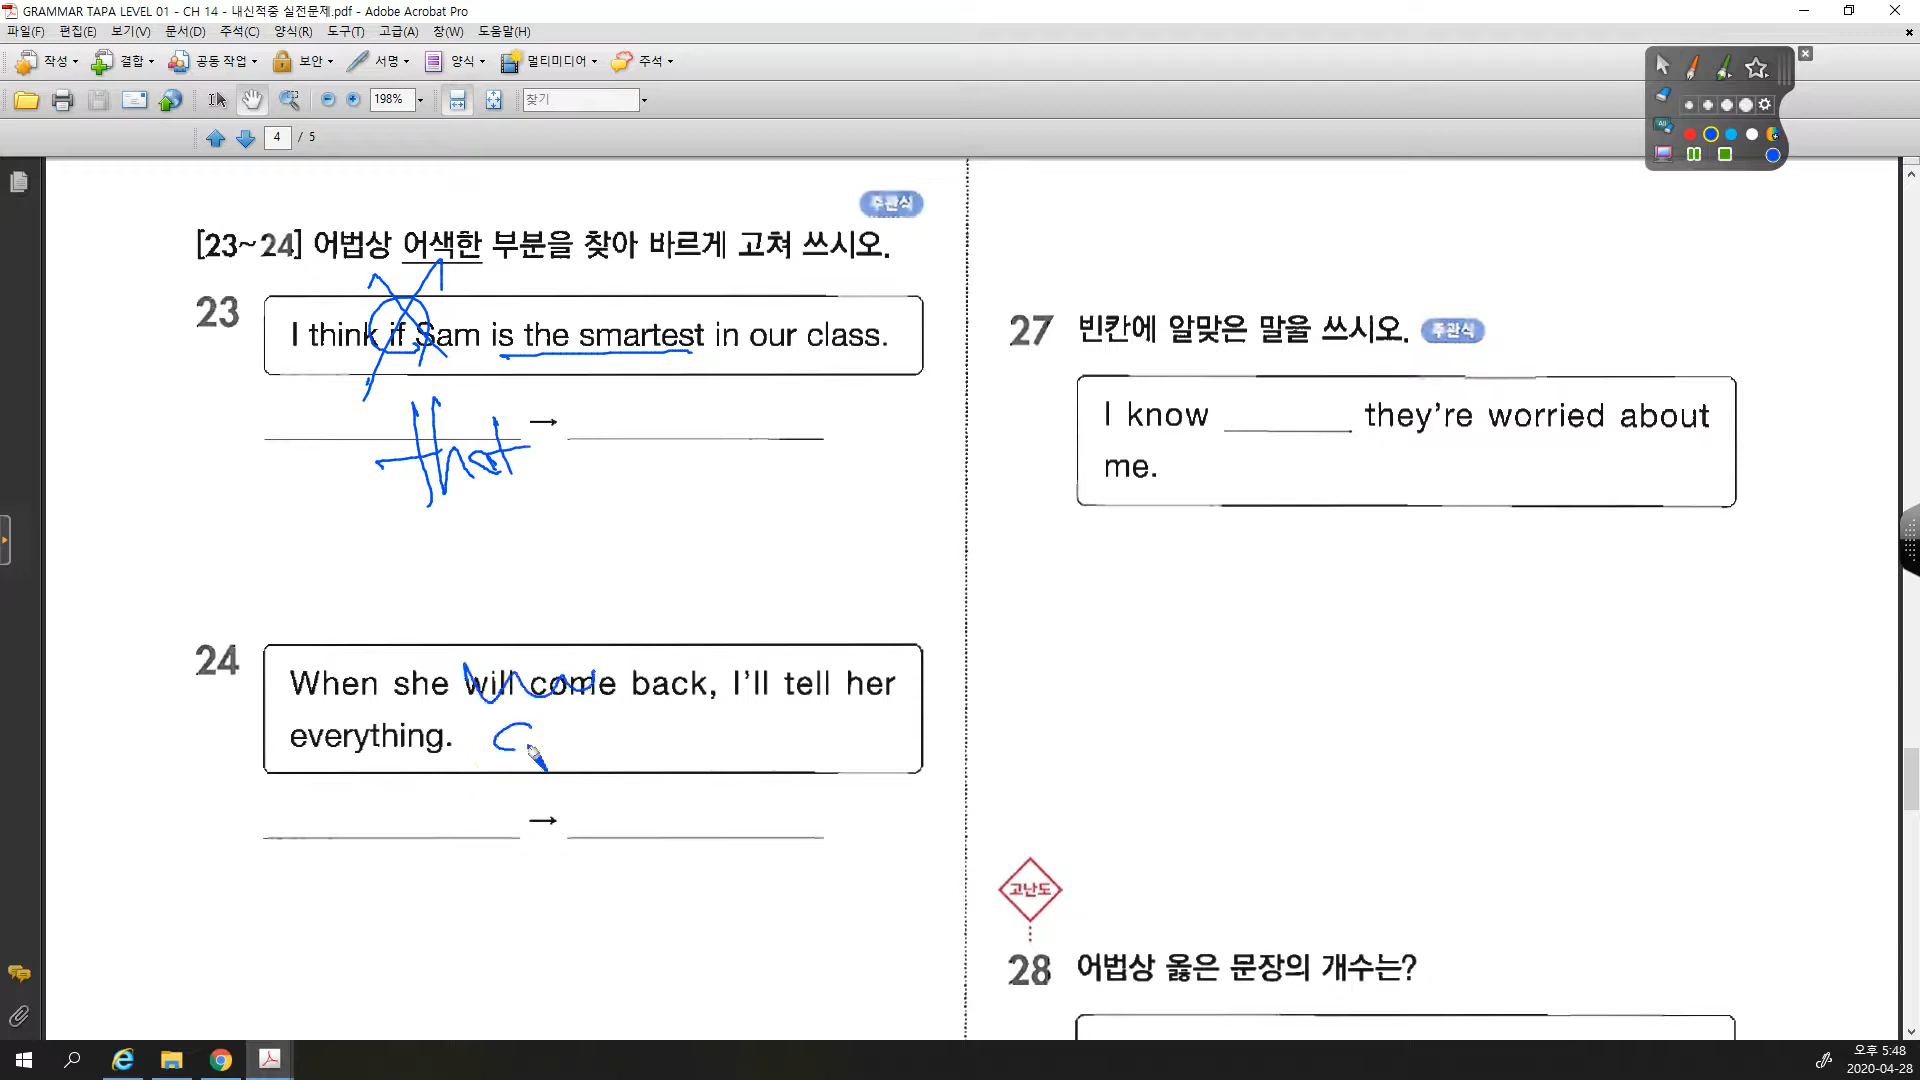 GRAMMAR TAPA LEVEL 01 - CH 14 - 내신적중 실전문제.pdf - Adobe Acrobat Pro
파일(F) 편집(E) 보기(V) 문서(D) 주석(C) 양식(R) 도구(T) 고급(A) 창(W) 도움말(H)
작성 결합 공동 작업 보안 서명 양식 멀티미디어 주석
198% 찾기
4 / 5
주관식
[23~24] 어법상 어색한 부분을 찾아 바르게 고쳐 쓰시오.
23
I think if Sam is the smartest in our class.
→
that
24
When she will come back, I'll tell her
everything.
C
→
27 빈칸에 알맞은 말을 쓰시오. 주관식
I know ________ they're worried about
me.
고난도
28 어법상 옳은 문장의 개수는?
오후 5:48
2020-04-28